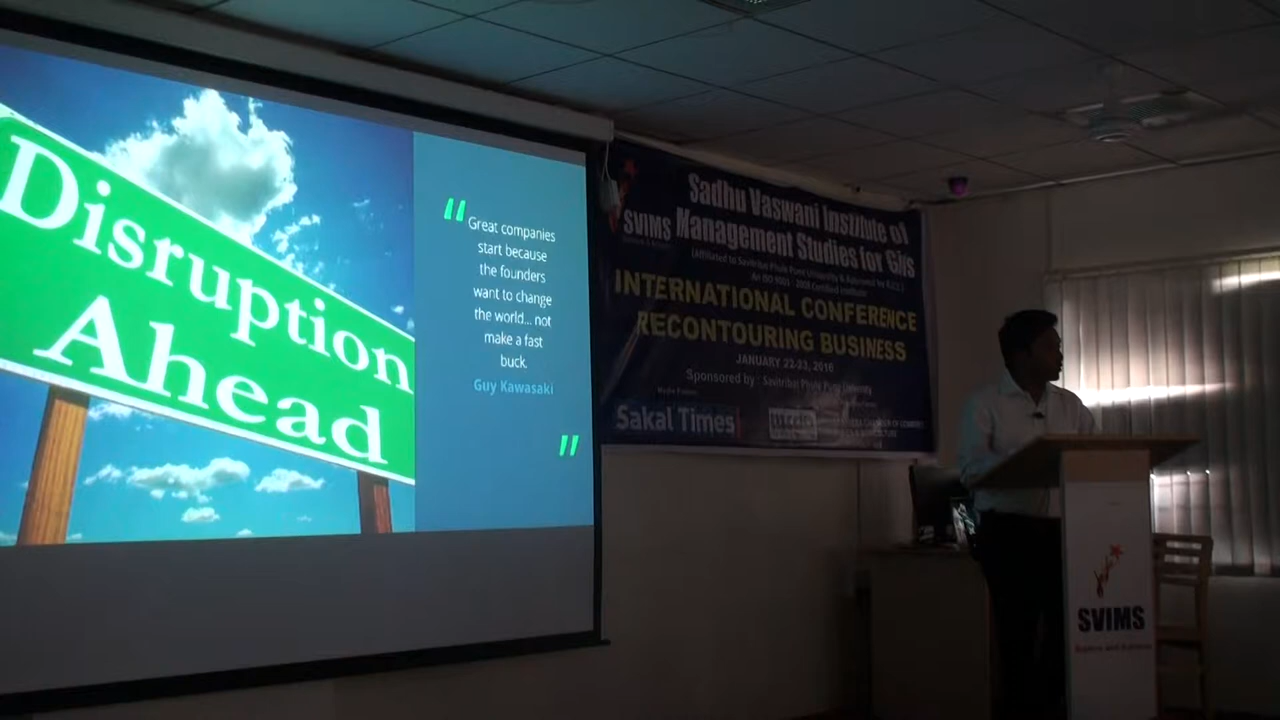 Disruption
Ahead
"
Great companies
start because
the founders
want to change
the world... not
make a fast
buck.
Guy Kawasaki
"
SVIMS
Sadhu Vaswani Institute of
Management Studies for Girls
INTERNATIONAL CONFERENCE
RECONTOURING BUSINESS
JANUARY 22-23, 2016
Sponsored by : Savitribai Phule Pune University
Sakal Times
SVIMS